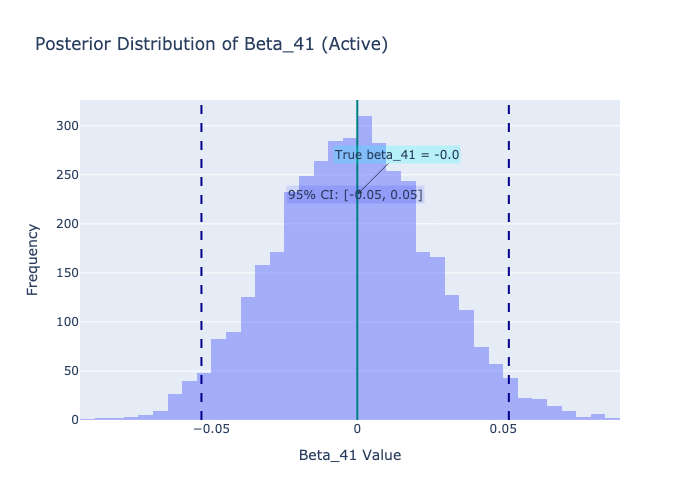 Posterior Distribution of Beta_41 (Active)
300
True beta_41 = -0.0
250
95% CI: [-0.05, 0.05]
200
Frequency
150
100
50
0
−0.05
0
0.05
Beta_41 Value